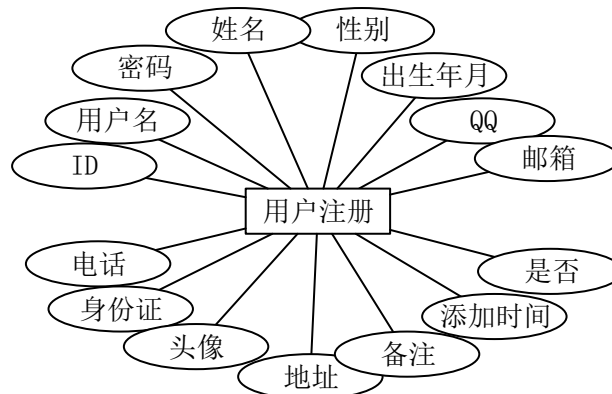 姓名
性别
密码
出生年月
用户名
QQ
ID
邮箱
用户注册
电话
是否
身份证
添加时间
头像
备注
地址